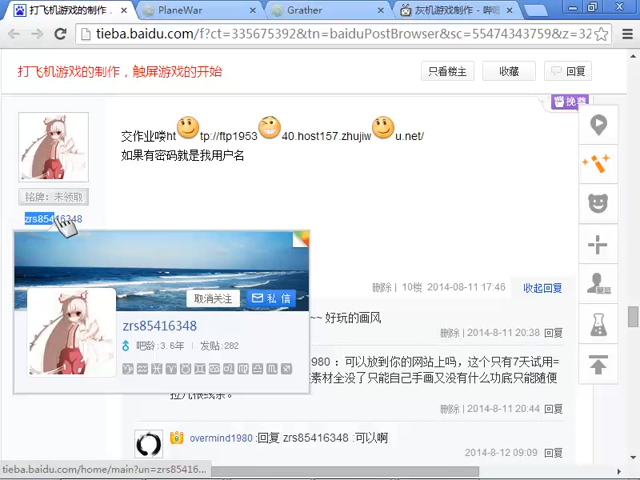 打飞机游戏的制作，
PlaneWar
Grather
灰机游戏制作 - 哔哩
tieba.baidu.com/f?ct=335675392&tn=baiduPostBrowser&sc=55474343759&z=32
打飞机游戏的制作，触屏游戏的开始
只看楼主
收藏
回复
铭牌：未领取
zrs85416348
交作业喽ht tp://ftp1953 40.host157.zhujiw u.net/
如果有密码就是我用户名
取消关注
私 信
zrs85416348
吧龄:3.6年 发贴:282
删除 | 10楼 2014-08-11 17:46 收起回复
~~ 好玩的画风
删除 | 2014-8-11 20:38 回复
980 ：可以放到你的网站上吗，这个只有7天试用=
素材全没了只能自己手画又没有什么功底只能随便
删除 | 2014-8-11 20:44 回复
overmind1980 :回复 zrs85416348 :可以啊
2014-8-12 09:09 回复
tieba.baidu.com/home/main?un=zrs85416...